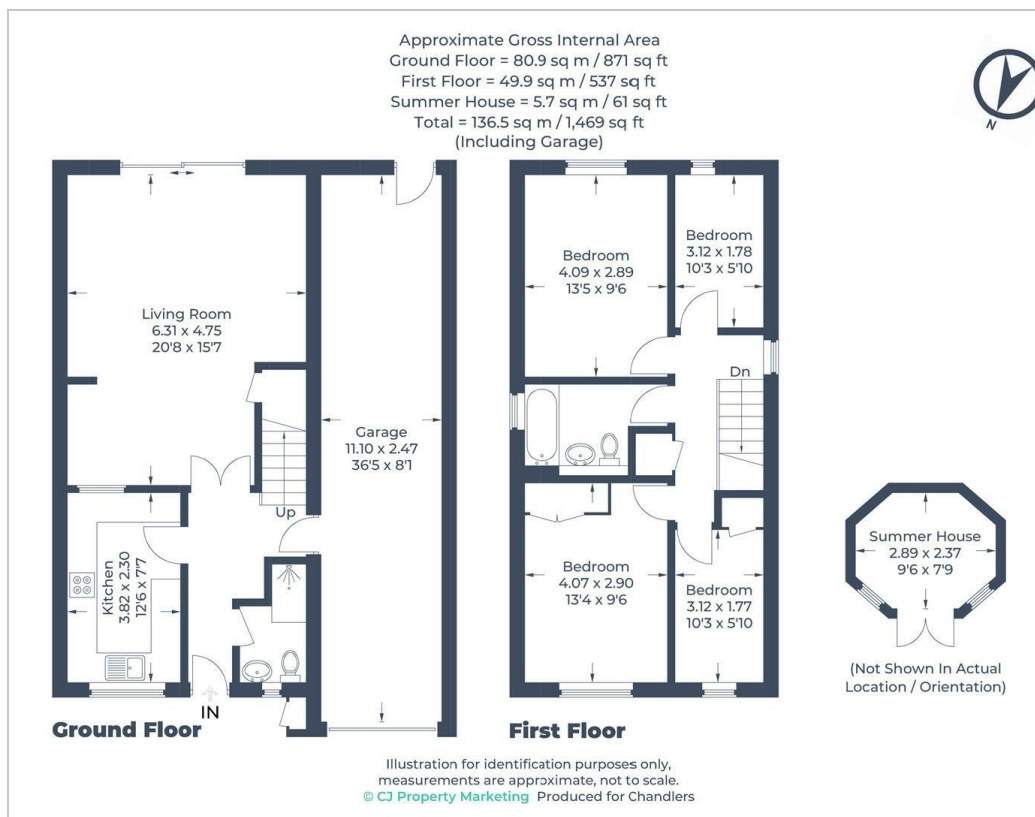 Approximate Gross Internal Area
Ground Floor = 80.9 sq m / 871 sq ft
First Floor = 49.9 sq m / 537 sq ft
Summer House = 5.7 sq m / 61 sq ft
Total = 136.5 sq m / 1,469 sq ft
(Including Garage)
N
Living Room
6.31 x 4.75
20'8 x 15'7
Garage
11.10 x 2.47
36'5 x 8'1
Up
Kitchen
3.82 x 2.30
12'6 x 7'7
IN
Ground Floor
Bedroom
4.09 x 2.89
13'5 x 9'6
Bedroom
3.12 x 1.78
10'3 x 5'10
Dn
Bedroom
4.07 x 2.90
13'4 x 9'6
Bedroom
3.12 x 1.77
10'3 x 5'10
First Floor
Summer House
2.89 x 2.37
9'6 x 7'9
(Not Shown In Actual
Location / Orientation)
Illustration for identification purposes only,
measurements are approximate, not to scale.
© CJ Property Marketing Produced for Chandlers